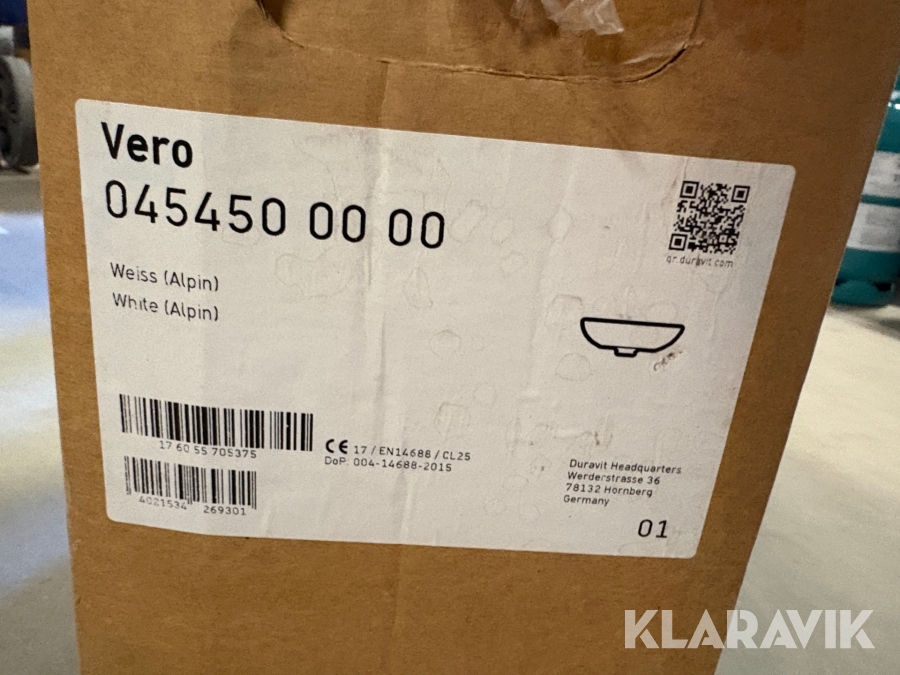 Vero
045450 00 00
qr.duravit.com
Weiss (Alpin)
White (Alpin)
17 60 55 705375
CE 17 / EN14688 / CL25
DoP: 004-14688-2015
4021534 269301
Duravit Headquarters
Werderstrasse 36
78132 Hornberg
Germany
01
KLARAVIK